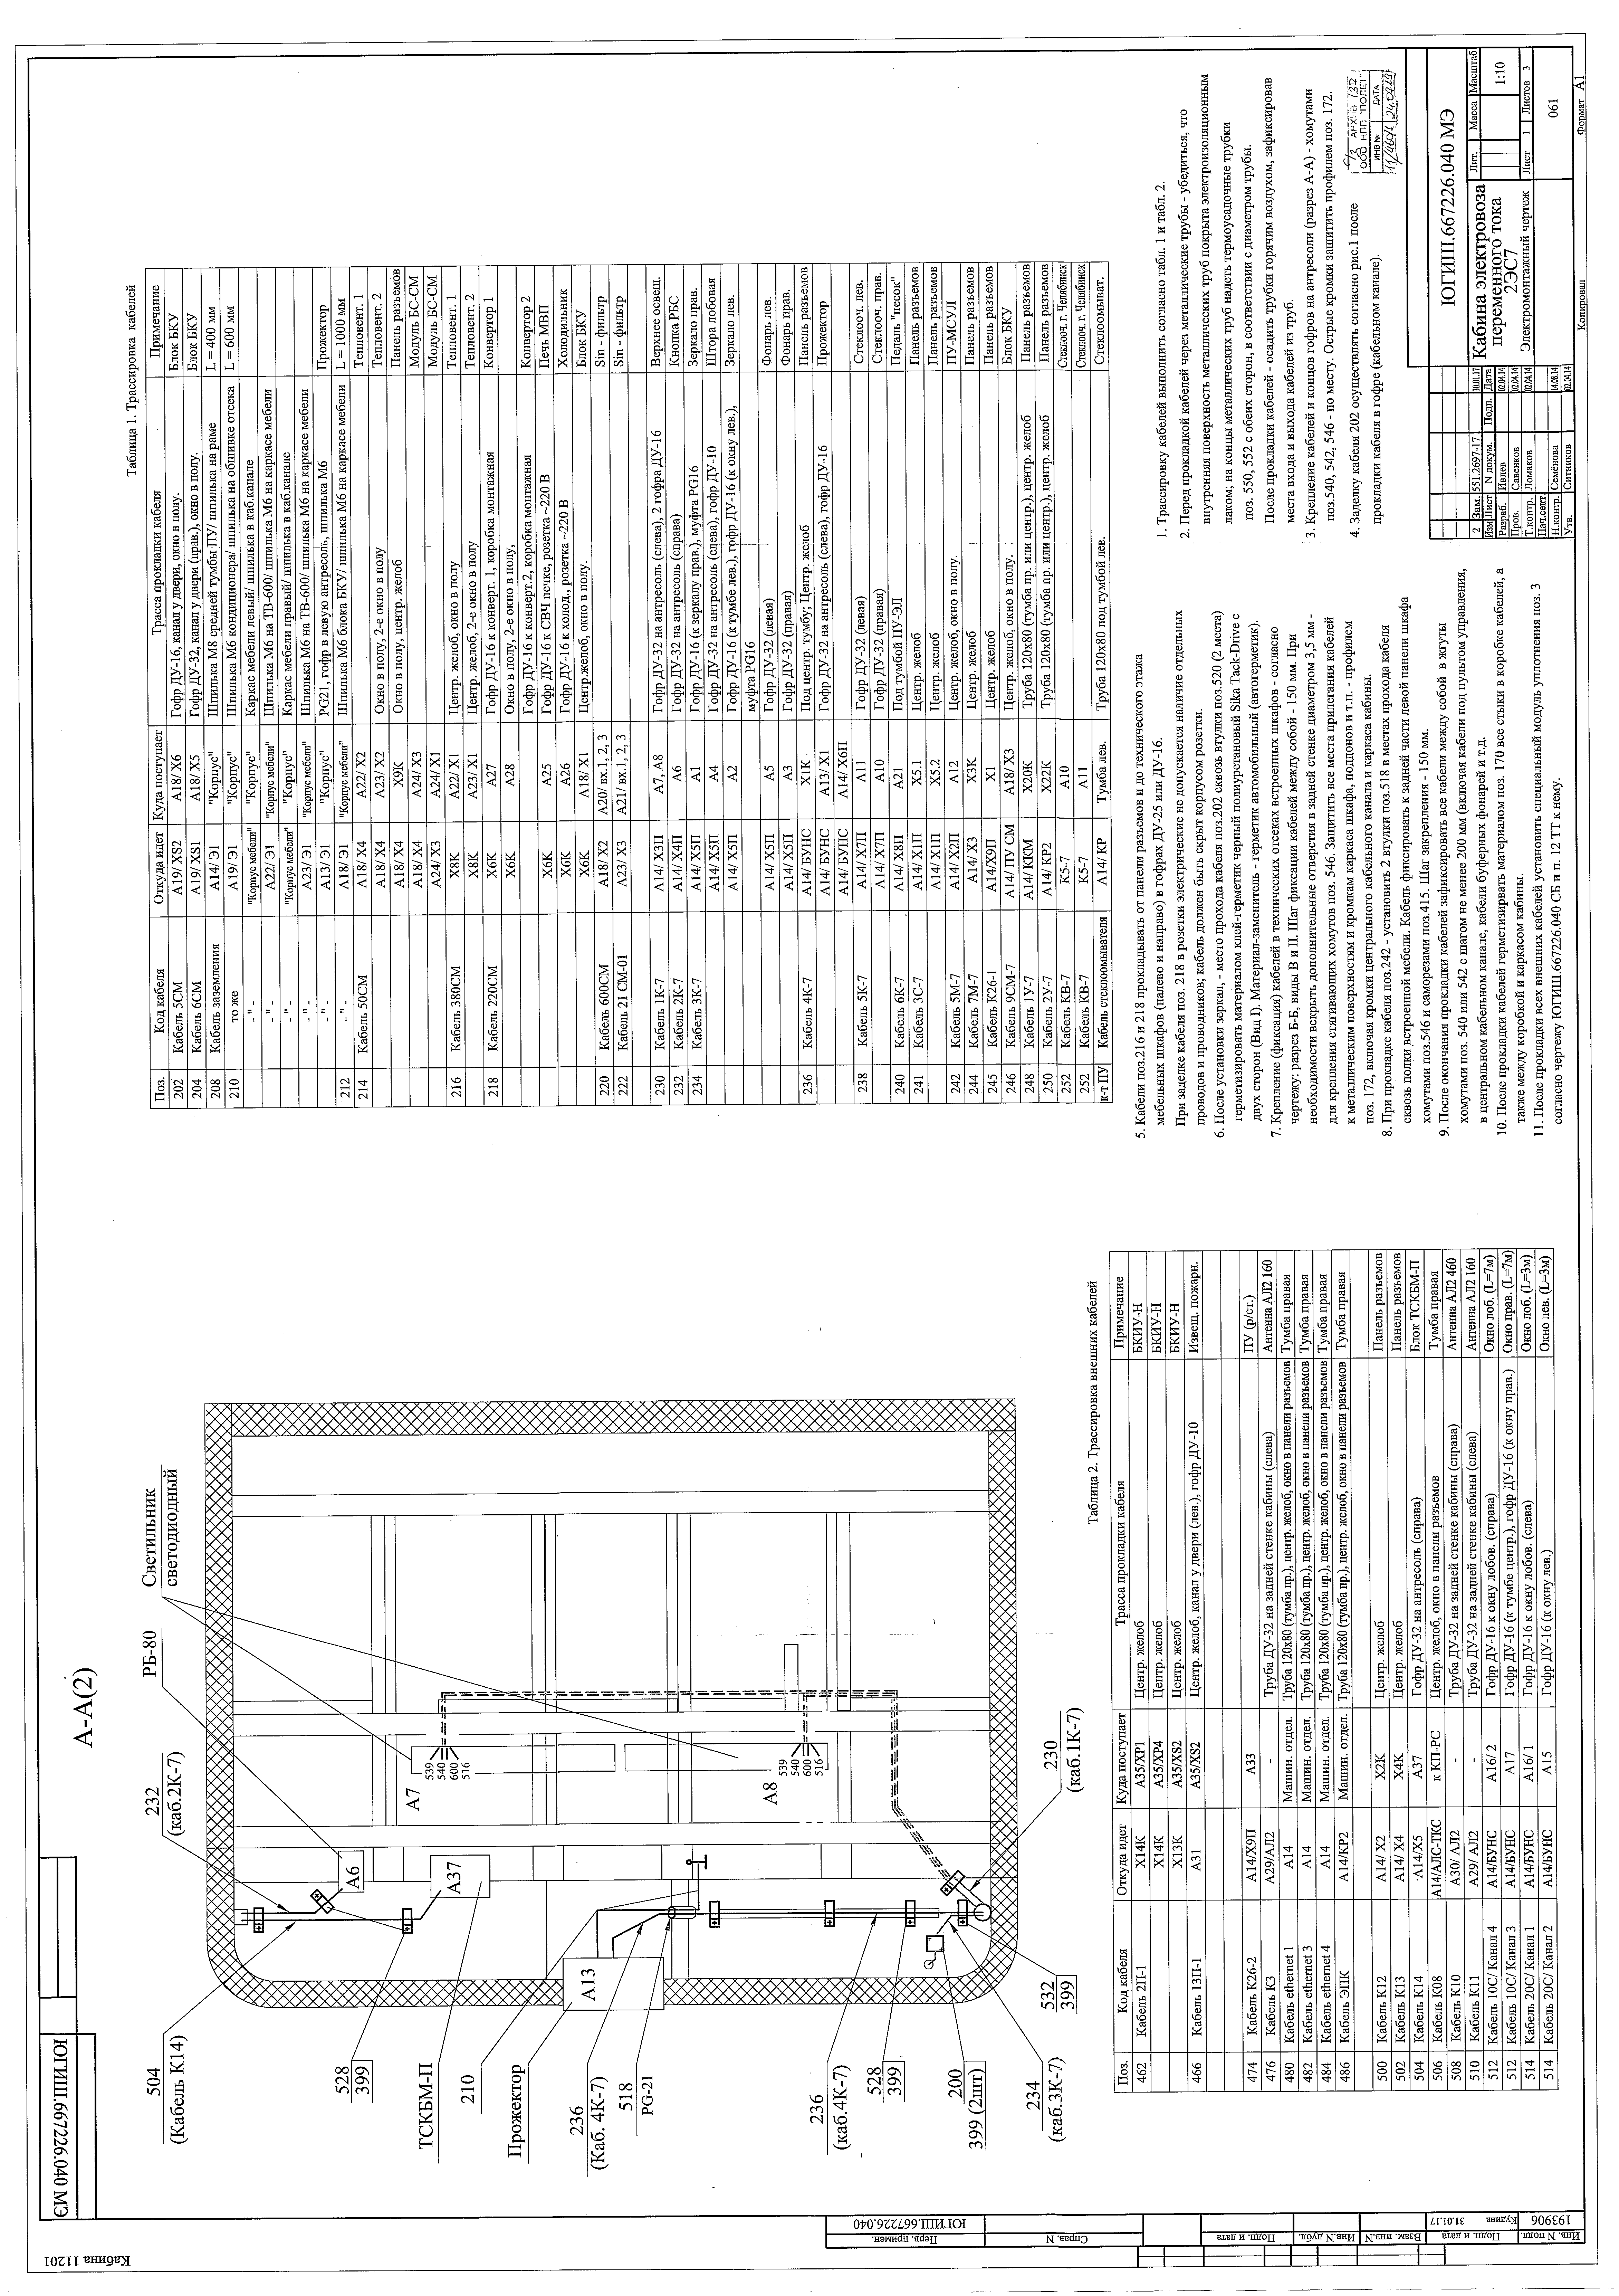 Кабина 11201
ЮГИШ.667226.040 МЭ
А-А(2)
504
(Кабель К14)
232
(каб.2К-7)
РБ-80
Светильник
светодиодный
528
399
ТСКБМ-П
210
Прожектор
236
(Каб. 4К-7)
518
PG-21
236
(каб.4К-7)
528
399
200
399 (2шт)
234
(каб.3К-7)
532
399
230
(каб.1К-7)
А6
А37
А13
А7
539
540
600
516
А8
539
540
600
516
Таблица 1. Трассировка кабелей
Поз. Код кабеля Откуда идет Куда поступает Трасса прокладки кабеля Примечание
202 Кабель 5СМ А19/ XS2 А18/ Х6 Гофр ДУ-16, канал у двери, окно в полу. Блок БКУ
204 Кабель 6СМ А19/ XS1 А18/ Х5 Гофр ДУ-32, канал у двери (прав.), окно в полу. Блок БКУ
208 Кабель заземления А14/ Э1 "Корпус" Шпилька М8 средней тумбы ПУ/ шпилька на раме L = 400 мм
210 то же А19/ Э1 "Корпус" Шпилька М6 кондиционера/ шпилька на обшивке отсека L = 600 мм
- " - "Корпус мебели" "Корпус" Каркас мебели левый/ шпилька в каб.канале
- " - А22/ Э1 "Корпус мебели" Шпилька М6 на ТВ-600/ шпилька М6 на каркасе мебели
- " - "Корпус мебели" "Корпус" Каркас мебели правый/ шпилька в каб.канале
- " - А23/ Э1 "Корпус мебели" Шпилька М6 на ТВ-600/ шпилька М6 на каркасе мебели
- " - А13/ Э1 "Корпус" PG21, гофр в левую антресоль, шпилька М6 Прожектор
212 - " - А18/ Э1 "Корпус мебели" Шпилька М6 блока БКУ/ шпилька М6 на каркасе мебели L = 1000 мм
214 Кабель 50СМ А18/ Х4 А22/ Х2 Тепловент. 1
А18/ Х4 А23/ Х2 Окно в полу, 2-е окно в полу Тепловент. 2
А18/ Х4 Х9К Окно в полу, центр. желоб Панель разъемов
А18/ Х4 А24/ Х3 Модуль БС-СМ
А24/ Х3 А24/ Х1 Модуль БС-СМ
216 Кабель 380СМ Х8К А22/ Х1 Центр. желоб, окно в полу Тепловент. 1
Х8К А23/ Х1 Центр. желоб, 2-е окно в полу Тепловент. 2
218 Кабель 220СМ Х6К А27 Гофр ДУ-16 к конверт. 1, коробка монтажная Конвертор 1
Х6К А28 Окно в полу, 2-е окно в полу,
Гофр ДУ-16 к конверт.2, коробка монтажная Конвертор 2
Х6К А25 Гофр ДУ-16 к СВЧ печке, розетка ~220 В Печь МВП
Х6К А26 Гофр ДУ-16 к холод., розетка ~220 В Холодильник
Х6К А18/ Х1 Центр.желоб, окно в полу. Блок БКУ
220 Кабель 600СМ А18/ Х2 А20/ вх.1, 2, 3 Sin - фильтр
222 Кабель 21 СМ-01 А23/ Х3 А21/ вх.1, 2, 3 Sin - фильтр
230 Кабель 1К-7 А14/ Х3П А7, А8 Гофр ДУ-32 на антресоль (слева), 2 гофра ДУ-16 Верхнее освещ.
232 Кабель 2К-7 А14/ Х4П А6 Гофр ДУ-32 на антресоль (справа) Кнопка РБС
234 Кабель 3К-7 А14/ Х5П А1 Гофр ДУ-16 (к зеркалу прав.), муфта PG16 Зеркало прав.
А14/ Х5П А4 Гофр ДУ-32 на антресоль (слева), гофр ДУ-10 Штора лобовая
А14/ Х5П А2 Гофр ДУ-16 (к тумбе лев.), гофр ДУ-16 (к окну лев.), Зеркало лев.
муфта PG16
А14/ Х5П А5 Гофр ДУ-32 (левая) Фонарь лев.
А14/ Х5П А3 Гофр ДУ-32 (правая) Фонарь прав.
236 Кабель 4К-7 А14/ БУНС Х1К Под центр. тумбу; Центр. желоб Панель разъемов
А14/ БУНС А13/ Х1 Гофр ДУ-32 на антресоль (слева), гофр ДУ-16 Прожектор
А14/ БУНС А14/ Х6П
238 Кабель 5К-7 А14/ Х7П А11 Гофр ДУ-32 (левая) Стеклооч. лев.
А14/ Х7П А10 Гофр ДУ-32 (правая) Стеклооч. прав.
240 Кабель 6К-7 А14/ Х8П А21 Под тумбой ПУ-ЭЛ Педаль "песок"
241 Кабель 3С-7 А14/ Х1П Х5.1 Центр. желоб Панель разъемов
А14/ Х1П Х5.2 Центр. желоб Панель разъемов
242 Кабель 5М-7 А14/ Х2П А12 Центр. желоб, окно в полу. ПУ-МСУЛ
244 Кабель 7М-7 А14/ Х3 Х3К Центр. желоб Панель разъемов
245 Кабель К26-1 А14/Х9П Х1 Центр. желоб Панель разъемов
246 Кабель 9СМ-7 А14/ ПУ СМ А18/ Х3 Центр. желоб, окно в полу. Блок БКУ
248 Кабель 1У-7 А14/ ККМ Х20К Труба 120х80 (тумба пр. или центр.), центр. желоб Панель разъемов
250 Кабель 2У-7 А14/ КР2 Х22К Труба 120х80 (тумба пр. или центр.), центр. желоб Панель разъемов
252 Кабель КВ-7 К5-7 А10 Стеклооч. г. Челябинск
252 Кабель КВ-7 К5-7 А11 Стеклооч. г. Челябинск
к-т ПУ Кабель стеклоомывателя А14/ КР Тумба лев. Труба 120х80 под тумбой лев. Стеклоомыват.
Таблица 2. Трассировка внешних кабелей
Поз. Код кабеля Откуда идет Куда поступает Трасса прокладки кабеля Примечание
462 Кабель 2П-1 Х14К А35/ХР1 Центр. желоб БКИУ-Н
Х14К А35/ХР4 Центр. желоб БКИУ-Н
Х13К А35/XS2 Центр. желоб БКИУ-Н
466 Кабель 13П-1 А31 А35/XS2 Центр. желоб, канал у двери (лев.), гофр ДУ-10 Извещ. пожарн.
474 Кабель К26-2 А14/Х9П А33 ПУ (р/ст.)
476 Кабель К3 А29/АЛ2 - Труба ДУ-32 на задней стенке кабины (слева) Антенна АЛ2 160
480 Кабель ethernet 1 А14 Машин. отдел. Труба 120х80 (тумба пр.), центр. желоб, окно в панели разъемов Тумба правая
482 Кабель ethernet 3 А14 Машин. отдел. Труба 120х80 (тумба пр.), центр. желоб, окно в панели разъемов Тумба правая
484 Кабель ethernet 4 А14 Машин. отдел. Труба 120х80 (тумба пр.), центр. желоб, окно в панели разъемов Тумба правая
486 Кабель ЭПК А14/КР2 Машин. отдел. Труба 120х80 (тумба пр.), центр. желоб, окно в панели разъемов Тумба правая
500 Кабель К12 А14/ Х2 Х2К Центр. желоб Панель разъемов
502 Кабель К13 А14/ Х4 Х4К Центр. желоб Панель разъемов
504 Кабель К14 А14/Х5 А37 Гофр ДУ-32 на антресоль (справа) Блок ТСКБМ-П
506 Кабель К08 А14/АЛС-ТКС к КП-РС Центр. желоб, окно в панели разъемов Тумба правая
508 Кабель К10 А30/ АЛ2 - Труба ДУ-32 на задней стенке кабины (справа) Антенна АЛ2 460
510 Кабель К11 А29/ АЛ2 - Труба ДУ-32 на задней стенке кабины (слева) Антенна АЛ2 160
512 Кабель 10С/ Канал 4 А14/БУНС А16/ 2 Гофр ДУ-16 к окну лобов. (справа) Окно лоб. (L=7м)
512 Кабель 10С/ Канал 3 А14/БУНС А17 Гофр ДУ-16 (к тумбе центр.), гофр ДУ-16 (к окну прав.) Окно прав. (L=7м)
514 Кабель 20С/ Канал 1 А14/БУНС А16/ 1 Гофр ДУ-16 к окну лобов. (слева) Окно лоб. (L=3м)
514 Кабель 20С/ Канал 2 А14/БУНС А15 Гофр ДУ-16 (к окну лев.) Окно лев. (L=3м)
1. Трассировку кабелей выполнить согласно табл. 1 и табл. 2.
2. Перед прокладкой кабелей через металлические трубы - убедиться, что
внутренняя поверхность металлических труб покрыта электроизоляционным
лаком; на концы металлических труб надеть термоусадочные трубки
поз. 550, 552 с обеих сторон, в соответствии с диаметром трубы.
После прокладки кабелей - осадить трубки горячим воздухом, зафиксировав
места входа и выхода кабелей из труб.
3. Крепление кабелей и концов гофров на антресоли (разрез А-А) - хомутами
поз.540, 542, 546 - по месту. Острые кромки защитить профилем поз. 172.
4. Заделку кабеля 202 осуществлять согласно рис.1 после
прокладки кабеля в гофре (кабельном канале).
5. Кабели поз.216 и 218 прокладывать от панели разъемов и до технического этажа
мебельных шкафов (налево и направо) в гофрах ДУ-25 или ДУ-16.
При заделке кабеля поз. 218 в розетки электрические не допускается наличие отдельных
проводов и проводников; кабель должен быть скрыт корпусом розетки.
6. После установки зеркал, - место прохода кабеля поз.202 сквозь втулки поз.520 (2 места)
герметизировать материалом клей-герметик черный полиуретановый Sika Tack-Drive с
двух сторон (Вид I). Материал-заменитель - герметик автомобильный (автогерметик).
7. Крепление (фиксация) кабелей в технических отсеках встроенных шкафов - согласно
чертежу: разрез Б-Б, виды В и II. Шаг фиксации кабелей между собой - 150 мм. При
необходимости вскрыть дополнительные отверстия в задней стенке диаметром 3,5 мм -
для крепления стягивающих хомутов поз. 546. Защитить все места прилегания кабелей
к металлическим поверхностям и кромкам каркаса шкафа, поддонов и т.п. - профилем
поз. 172, включая кромки центрального кабельного канала и каркаса кабины.
8. При прокладке кабеля поз.242 - установить 2 втулки поз.518 в местах прохода кабеля
сквозь полки встроенной мебели. Кабель фиксировать к задней части левой панели шкафа
хомутами поз.546 и саморезами поз.415. Шаг закрепления - 150 мм.
9. После окончания прокладки кабелей зафиксировать все кабели между собой в жгуты
хомутами поз. 540 или 542 с шагом не менее 200 мм (включая кабели под пультом управления,
в центральном кабельном канале, кабели буферных фонарей и т.д.
10. После прокладки кабелей герметизирвать материалом поз. 170 все стыки в коробке кабелей, а
также между коробкой и каркасом кабины.
11. После прокладки всех внешних кабелей установить специальный модуль уплотнения поз. 3
согласно чертежу ЮГИШ.667226.040 СБ и п. 12 ТТ к нему.
ООО НПП "ПОЛЕТ"
ИНВ № ДАТА
ЮГИШ.667226.040 МЭ
2 Зам. 551.2697-17 30.01.17
Изм Лист N докум. Подп. Дата
Разраб. Ивлев 02.04.14
Пров. Савенков 02.04.14
Т.контр. Ломаков 02.04.14
Нач.сект
Н.контр. Семёнова 14.08.14
Утв. Ситников 02.04.14
Кабина электровоза
переменного тока
2ЭС7
Электромонтажный чертеж
Лит. Масса Масштаб
1:10
Лист 1 Листов 3
061
Копировал Формат А1
Перв. примен. ЮГИШ.667226.040
Справ. N
Подп. и дата
Инв.N дубл.
Взам. инв.N
Подп. и дата Кудина 31.01.17
Инв. N подл. 193906